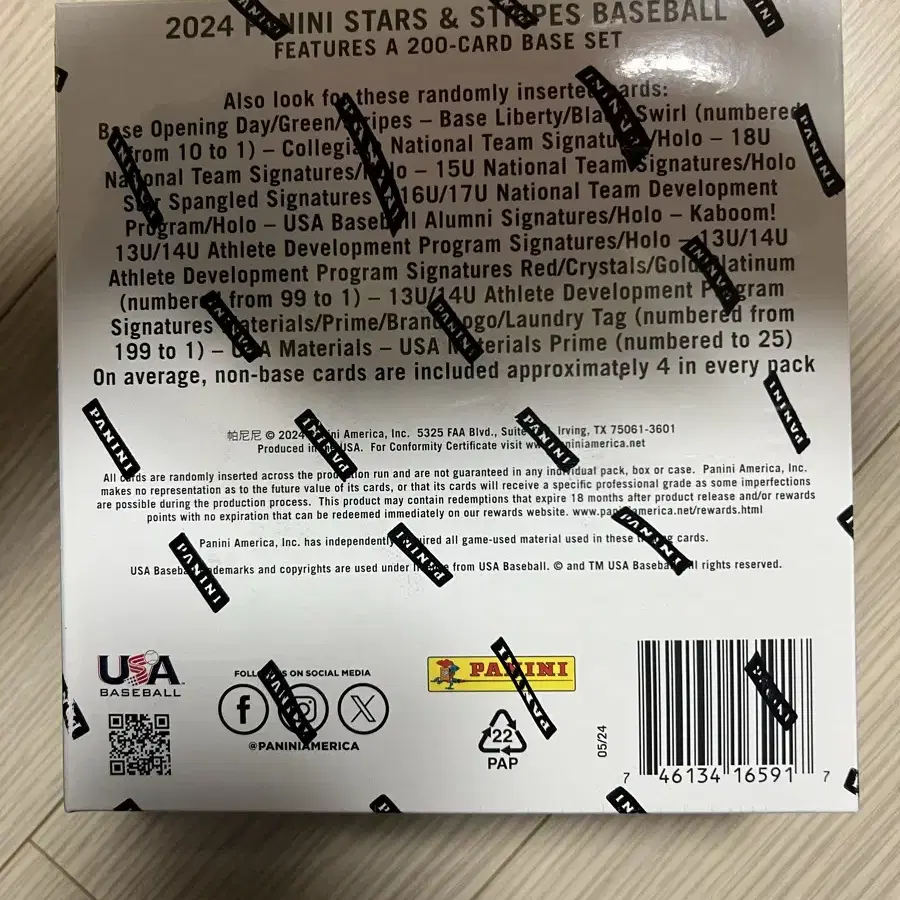 2024 PANINI STARS & STRIPES BASEBALL
FEATURES A 200-CARD BASE SET
Also look for these randomly inserted cards:
Base Opening Day/Green/Stripes – Base Liberty/Black Swirl (numbered
from 10 to 1) – Collegiate National Team Signatures/Holo – 18U
National Team Signatures/Holo – 15U National Team Signatures/Holo
Star Spangled Signatures – 16U/17U National Team Development
Program/Holo – USA Baseball Alumni Signatures/Holo – Kaboom!
13U/14U Athlete Development Program Signatures/Holo – 13U/14U
Athlete Development Program Signatures Red/Crystals/Gold/Platinum
(numbered from 99 to 1) – 13U/14U Athlete Development Program
Signatures Materials/Prime/Brand Logo/Laundry Tag (numbered from
199 to 1) – USA Materials – USA Materials Prime (numbered to 25)
On average, non-base cards are included approximately 4 in every pack
帕尼尼 © 2024 Panini America, Inc. 5325 FAA Blvd., Suite Irving, TX 75061-3601
Produced in the USA. For Conformity Certificate visit www.paniniamerica.net
All cards are randomly inserted across the production run and are not guaranteed in any individual pack, box or case. Panini America, Inc.
makes no representation as to the future value of its cards, or that its cards will receive a specific professional grade as some imperfections
are possible during the production process. This product may contain redemptions that expire 18 months after product release and/or rewards
points with no expiration that can be redeemed immediately on our rewards website. www.paniniamerica.net/rewards.html
Panini America, Inc. has independently acquired all game-used material used in these trading cards.
USA Baseball trademarks and copyrights are used under license from USA Baseball. © and TM USA Baseball. All rights reserved.
USA
BASEBALL
FOLLOW US ON SOCIAL MEDIA
@PANINIAMERICA
PANINI
22
PAP
05/24
7 46134 16591 7